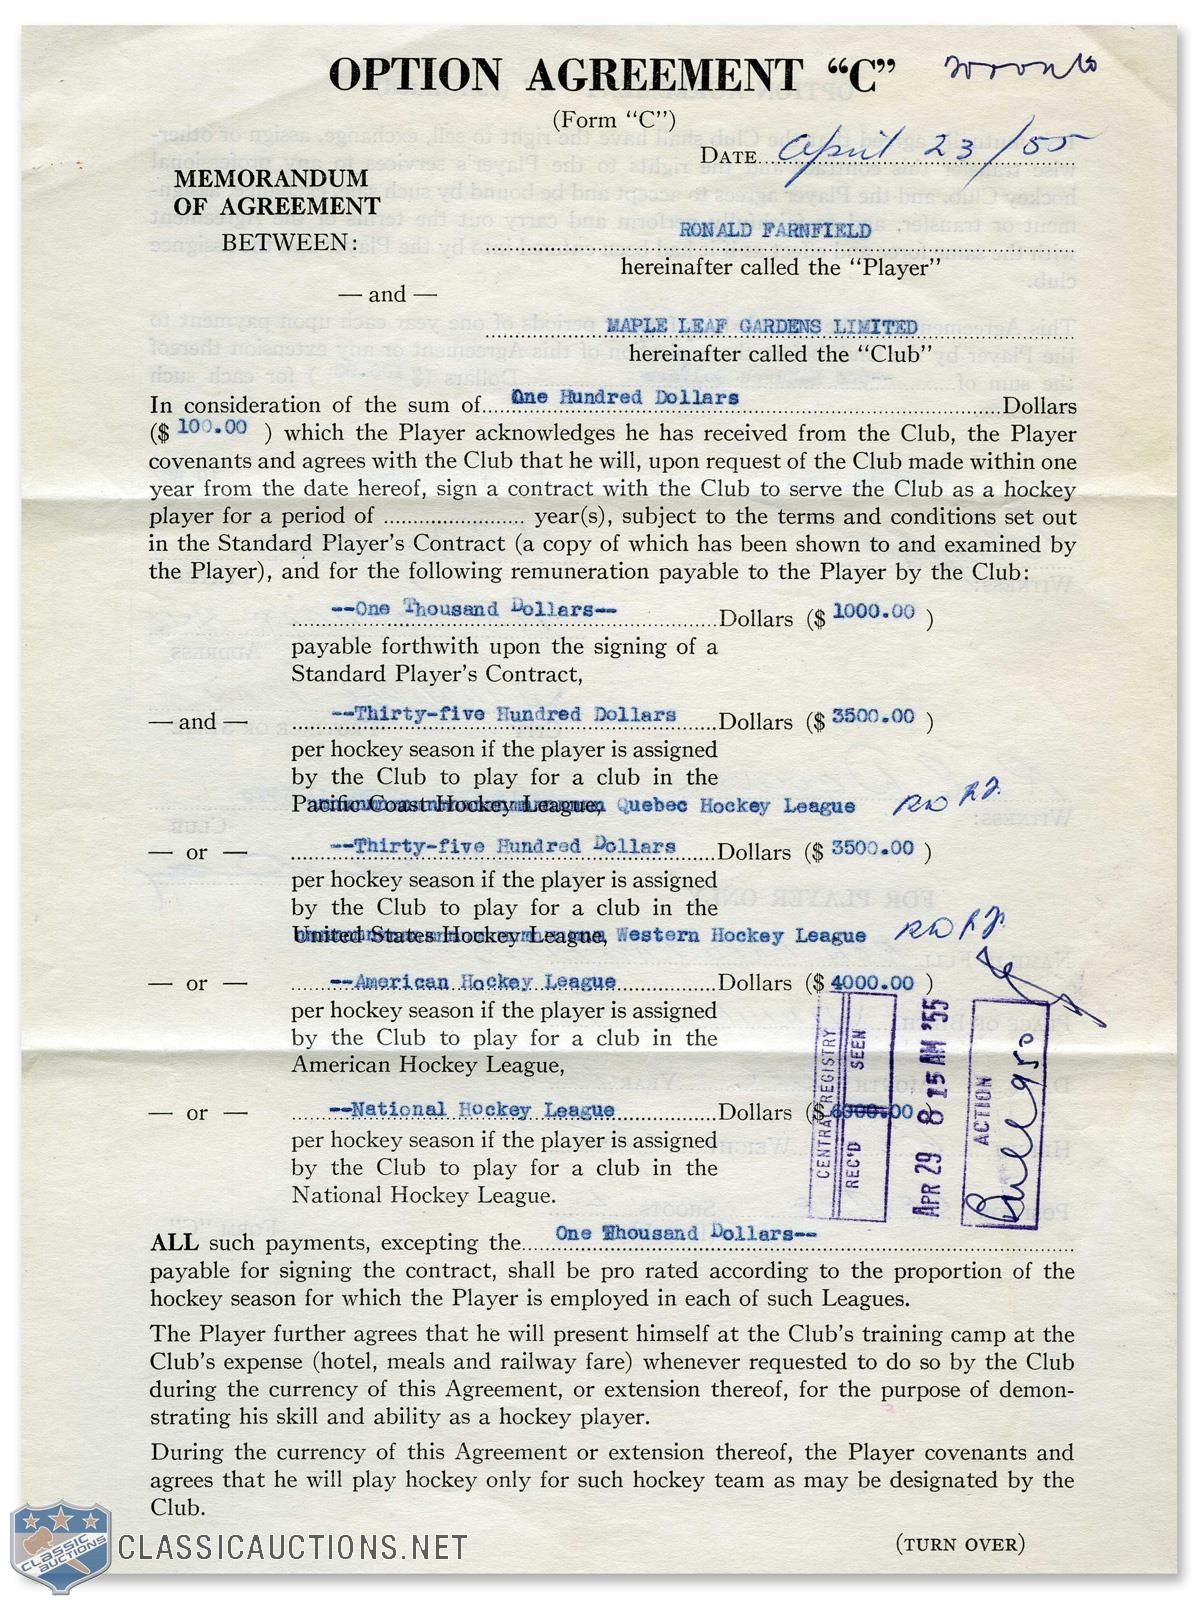 OPTION AGREEMENT “C” Toronto
(Form “C”)
DATE April 23/55
MEMORANDUM
OF AGREEMENT
BETWEEN:
RONALD FARNFIELD
hereinafter called the “Player”
— and —
MAPLE LEAF GARDENS LIMITED
hereinafter called the “Club”
In consideration of the sum of One Hundred Dollars Dollars
($ 100.00 ) which the Player acknowledges he has received from the Club, the Player
covenants and agrees with the Club that he will, upon request of the Club made within one
year from the date hereof, sign a contract with the Club to serve the Club as a hockey
player for a period of ........................ year(s), subject to the terms and conditions set out
in the Standard Player’s Contract (a copy of which has been shown to and examined by
the Player), and for the following remuneration payable to the Player by the Club:
--One Thousand Dollars-- Dollars ($ 1000.00 )
payable forthwith upon the signing of a
Standard Player’s Contract,
— and — --Thirty-five Hundred Dollars Dollars ($ 3500.00 )
per hockey season if the player is assigned
by the Club to play for a club in the
Pacific Coast Hockey League, Quebec Hockey League
— or — --Thirty-five Hundred Dollars Dollars ($ 3500.00 )
per hockey season if the player is assigned
by the Club to play for a club in the
United States Hockey League, Western Hockey League
— or — --American Hockey League Dollars ($ 4000.00 )
per hockey season if the player is assigned
by the Club to play for a club in the
American Hockey League,
— or — --National Hockey League Dollars ($ 6000.00
per hockey season if the player is assigned
by the Club to play for a club in the
National Hockey League.
CENTRAL REGISTRY
REC'D SEEN
APR 29 8 15 AM '55
ACTION
ALL such payments, excepting the One Thousand Dollars--
payable for signing the contract, shall be pro rated according to the proportion of the
hockey season for which the Player is employed in each of such Leagues.
The Player further agrees that he will present himself at the Club’s training camp at the
Club’s expense (hotel, meals and railway fare) whenever requested to do so by the Club
during the currency of this Agreement, or extension thereof, for the purpose of demon-
strating his skill and ability as a hockey player.
During the currency of this Agreement or extension thereof, the Player covenants and
agrees that he will play hockey only for such hockey team as may be designated by the
Club.
(TURN OVER)
CLASSIC AUCTIONS
CLASSICAUCTIONS.NET